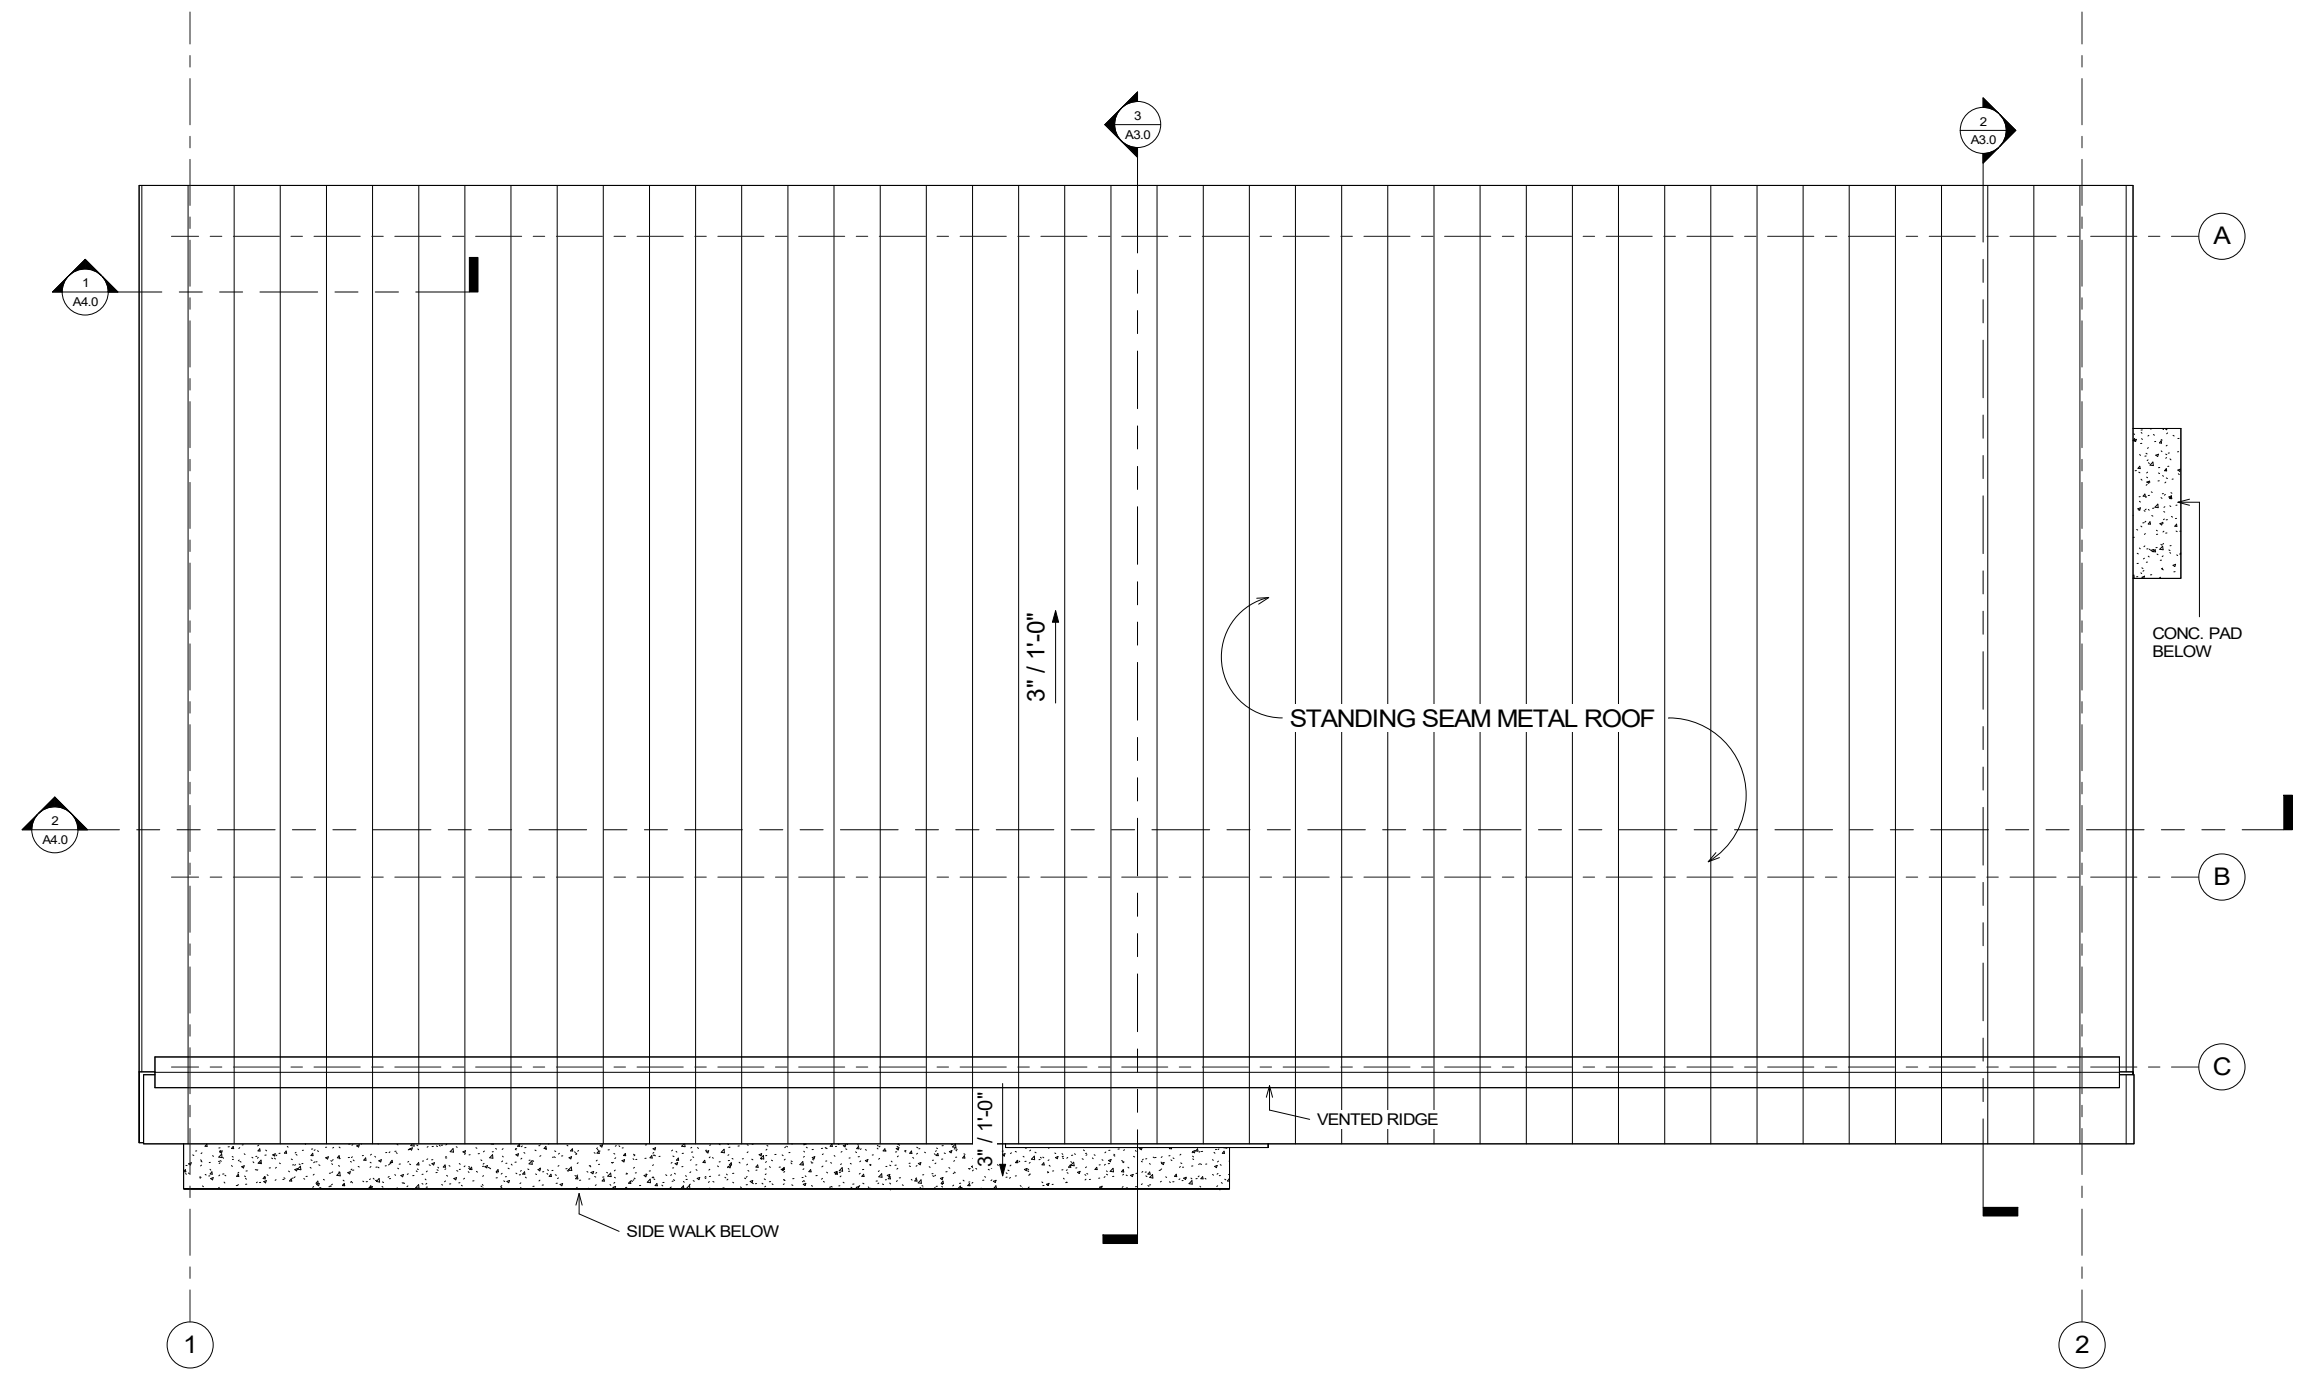 3
A3.0
2
A3.0
A
1
A4.0
3" / 1'-0"
CONC. PAD
BELOW
STANDING SEAM METAL ROOF
2
A4.0
B
C
3" / 1'-0"
VENTED RIDGE
SIDE WALK BELOW
1
2